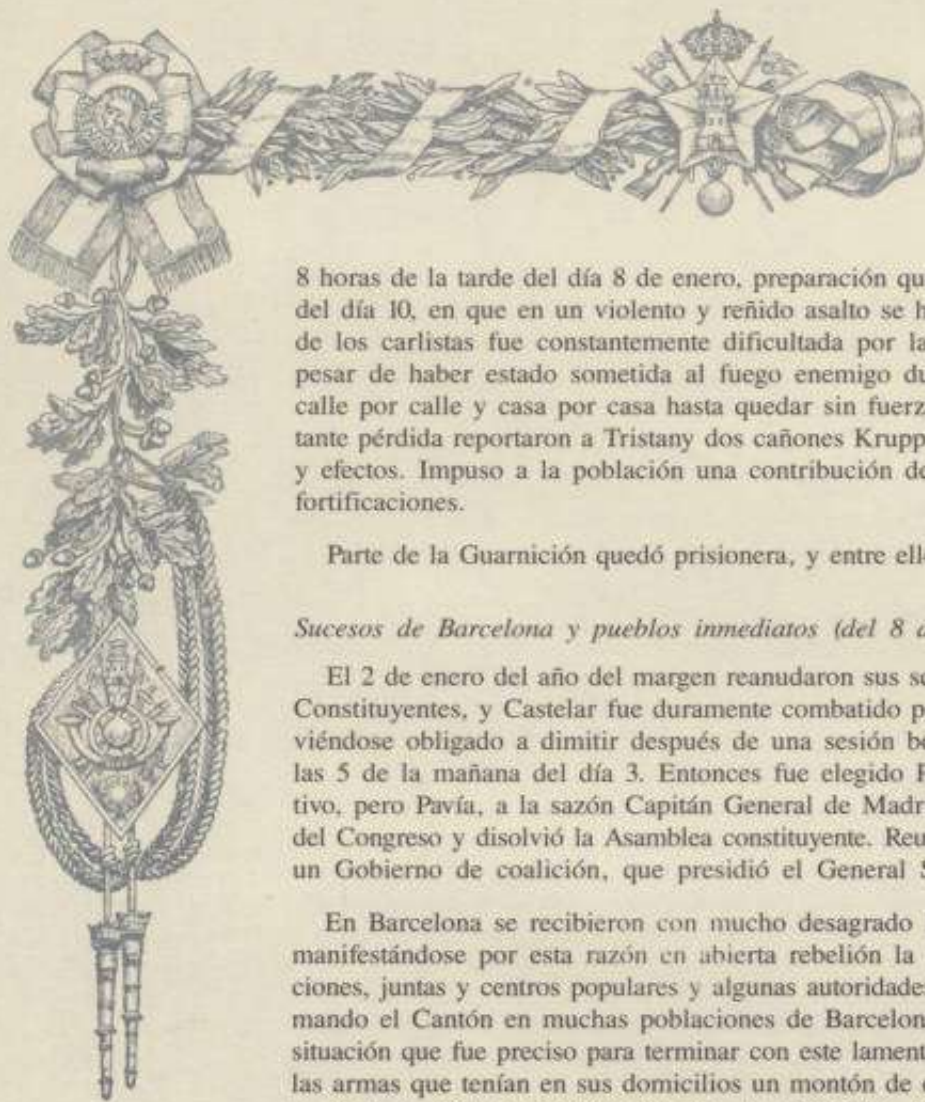 8 horas de la tarde del día 8 de enero, preparación qu
del día 10, en que en un violento y reñido asalto se h
de los carlistas fue constantemente dificultada por la
pesar de haber estado sometida al fuego enemigo du
calle por calle y casa por casa hasta quedar sin fuerz
tante pérdida reportaron a Tristany dos cañones Krupp
y efectos. Impuso a la población una contribución de
fortificaciones.
Parte de la Guarnición quedó prisionera, y entre ell
Sucesos de Barcelona y pueblos inmediatos (del 8 a
El 2 de enero del año del margen reanudaron sus s
Constituyentes, y Castelar fue duramente combatido p
viéndose obligado a dimitir después de una sesión b
las 5 de la mañana del día 3. Entonces fue elegido
tivo, pero Pavía, a la sazón Capitán General de Madr
del Congreso y disolvió la Asamblea constituyente. Reu
un Gobierno de coalición, que presidió el General S
En Barcelona se recibieron con mucho desagrado
manifestándose por esta razón en abierta rebelión la
ciones, juntas y centros populares y algunas autoridades
mando el Cantón en muchas poblaciones de Barcelon
situación que fue preciso para terminar con este lament
las armas que tenían en sus domicilios un montón de